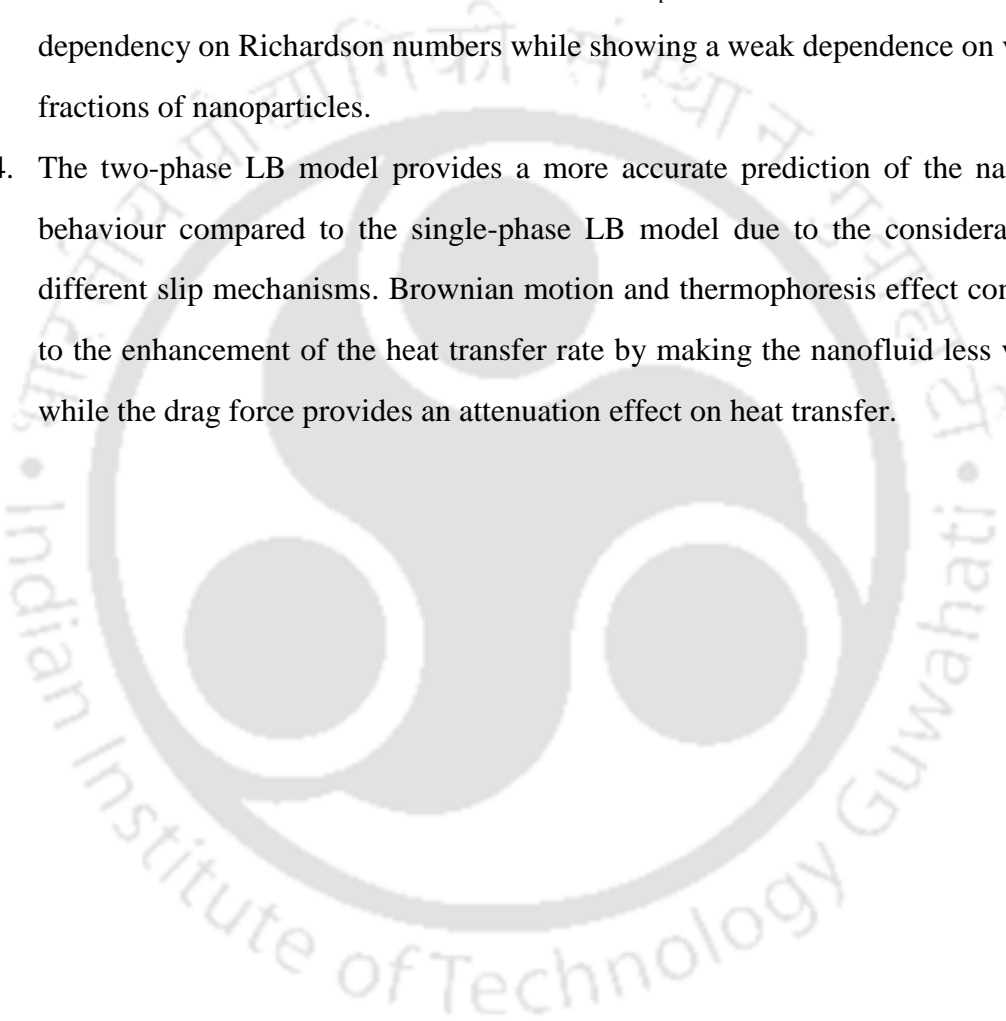 dependency on Richardson numbers while showing a weak dependence on
fractions of nanoparticles.
4. The two-phase LB model provides a more accurate prediction of the
behaviour compared to the single-phase LB model due to the
different slip mechanisms. Brownian motion and thermophoresis effect
to the enhancement of the heat transfer rate by making the nanofluid less
while the drag force provides an attenuation effect on heat transfer.
Indian Institute of Technology Guwahati